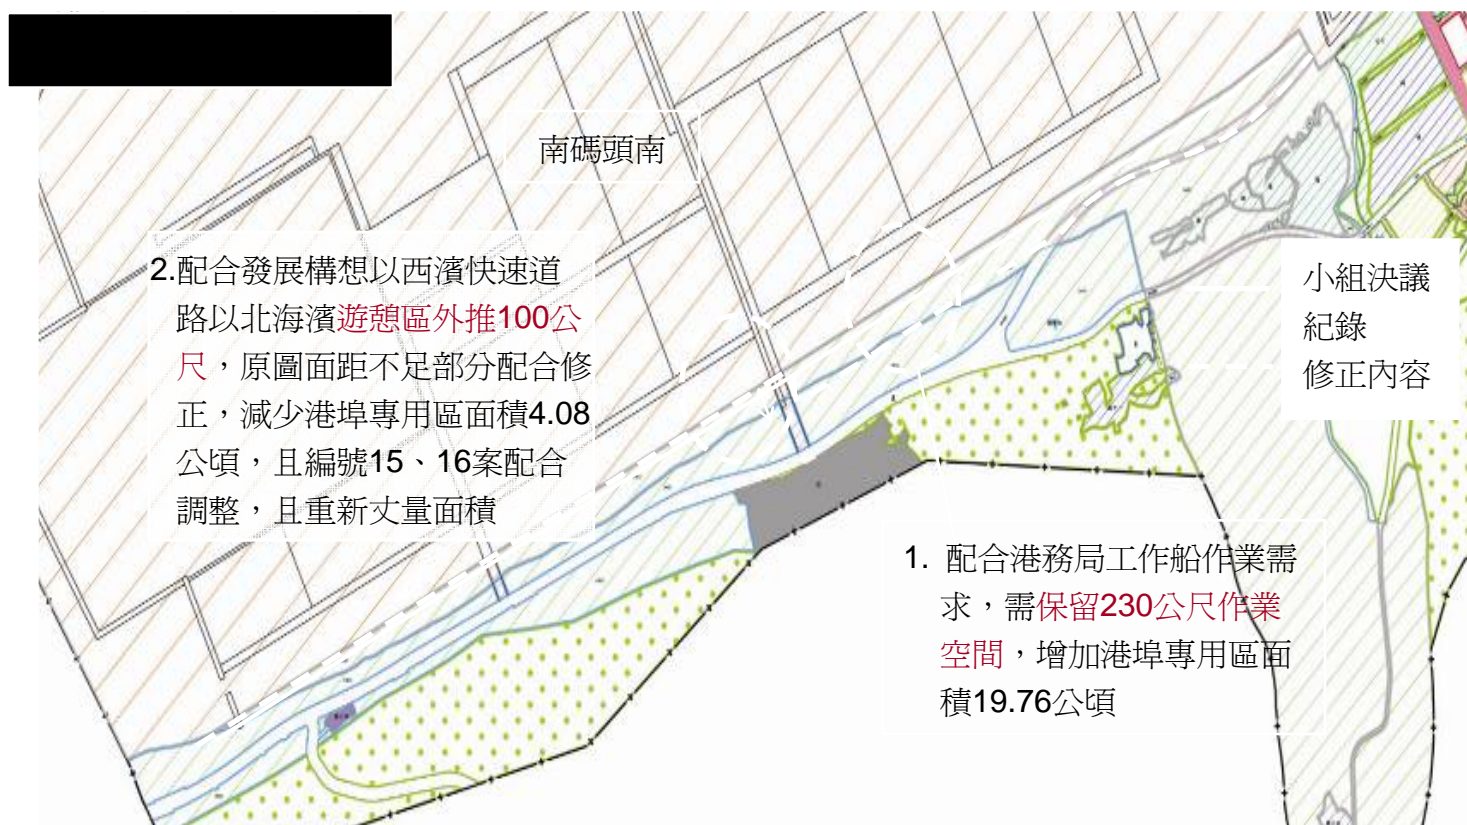 南碼頭南
2.配合發展構想以西濱快速道
路以北海濱遊憩區外推100公
尺，原圖面距不足部分配合修
正，減少港埠專用區面積4.08
公頃，且編號15、16案配合
調整，且重新丈量面積
小組決議
紀錄
修正內容
1. 配合港務局工作船作業需
求，需保留230公尺作業
空間，增加港埠專用區面
積19.76公頃